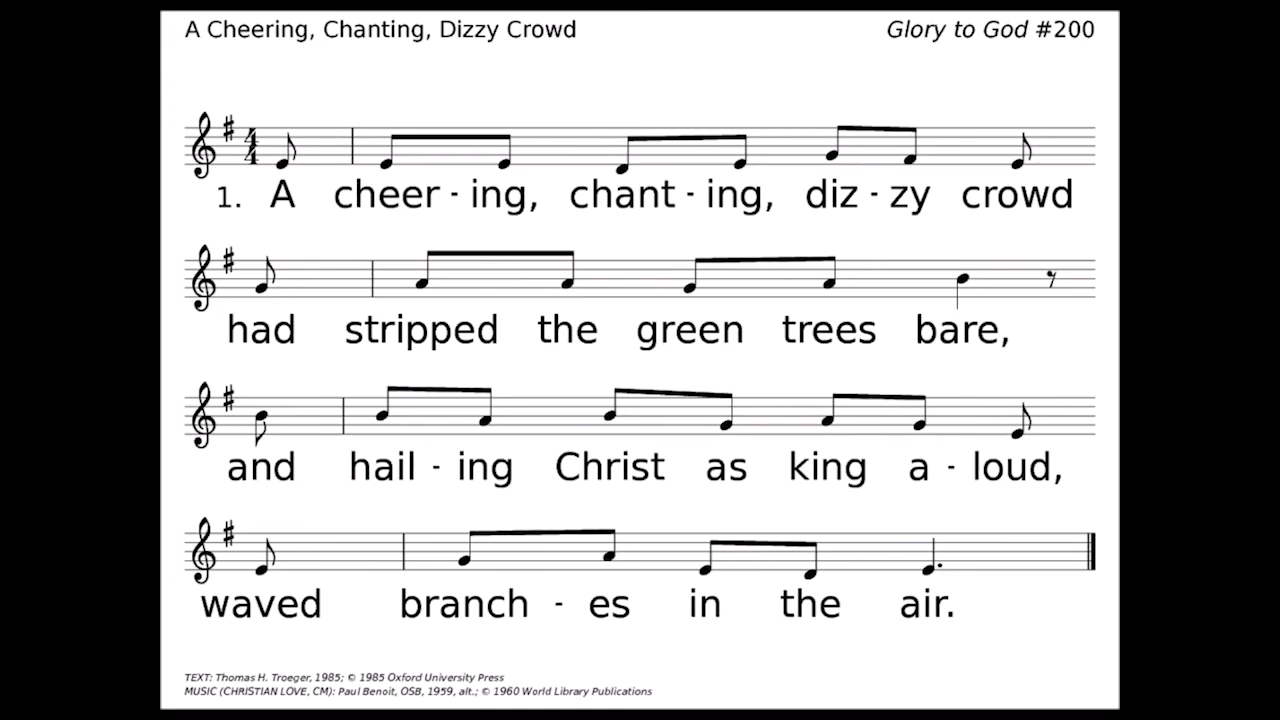 A Cheering, Chanting, Dizzy Crowd
Glory to God #200
4
4
1. A cheer - ing, chant - ing, diz - zy crowd
had stripped the green trees bare,
and hail - ing Christ as king a - loud,
waved branch - es in the air.
TEXT: Thomas H. Troeger, 1985; © 1985 Oxford University Press
MUSIC (CHRISTIAN LOVE, CM): Paul Benoit, OSB, 1959, alt.; © 1960 World Library Publications